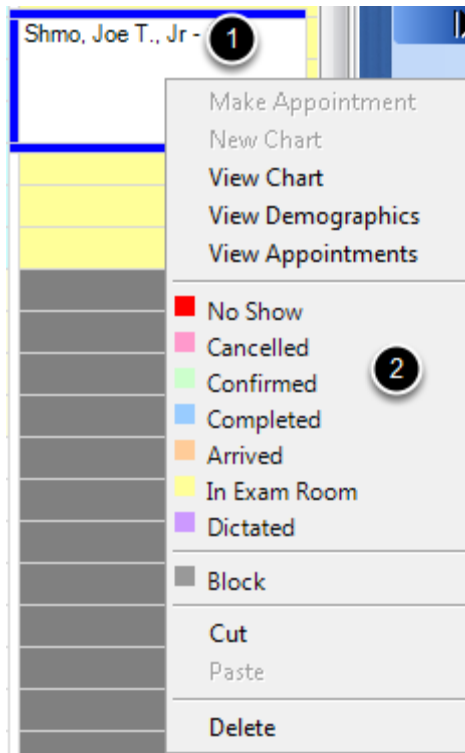 Shmo, Joe T., Jr -
1
Make Appointment
New Chart
View Chart
View Demographics
View Appointments
No Show
Cancelled
2
Confirmed
Completed
Arrived
In Exam Room
Dictated
Block
Cut
Paste
Delete